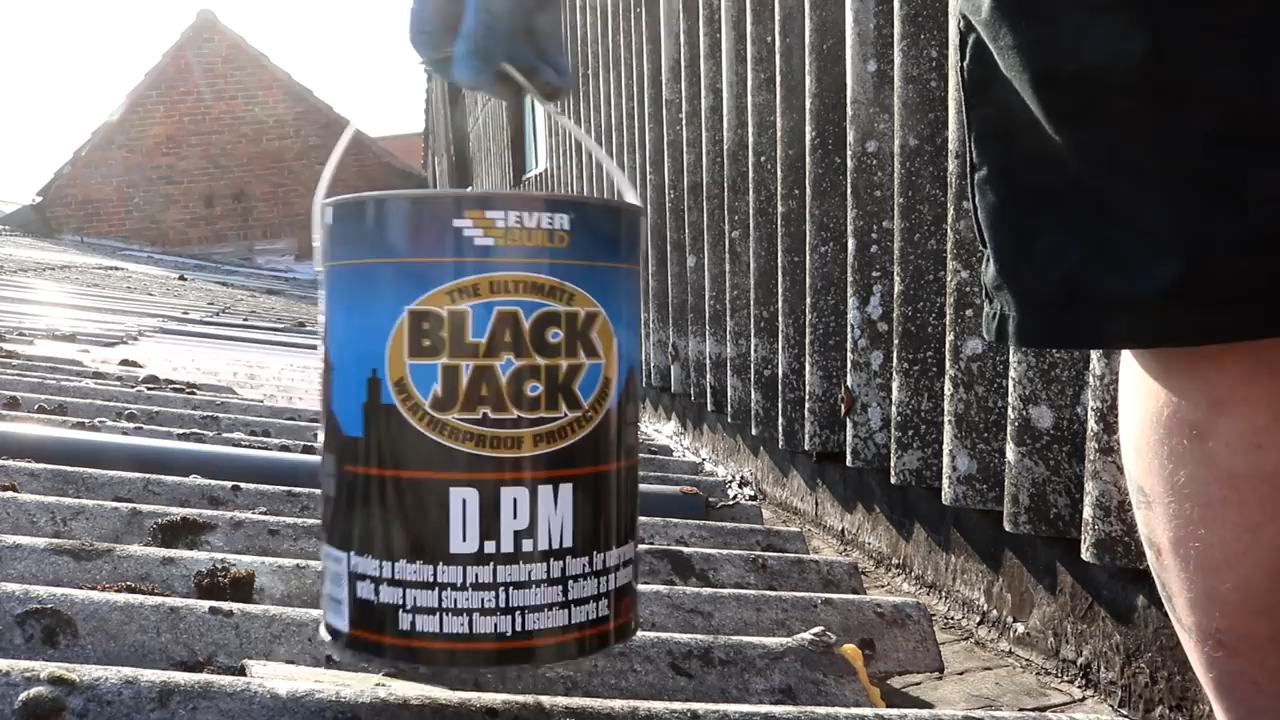 EVER
BUILD
THE ULTIMATE
BLACK
JACK
WEATHERPROOF PROTECTION
D.P.M
Provides an effective damp proof membrane for floors. For
walls, above ground structures & foundations. Suitable as an
for wood block flooring & insulation boards etc.